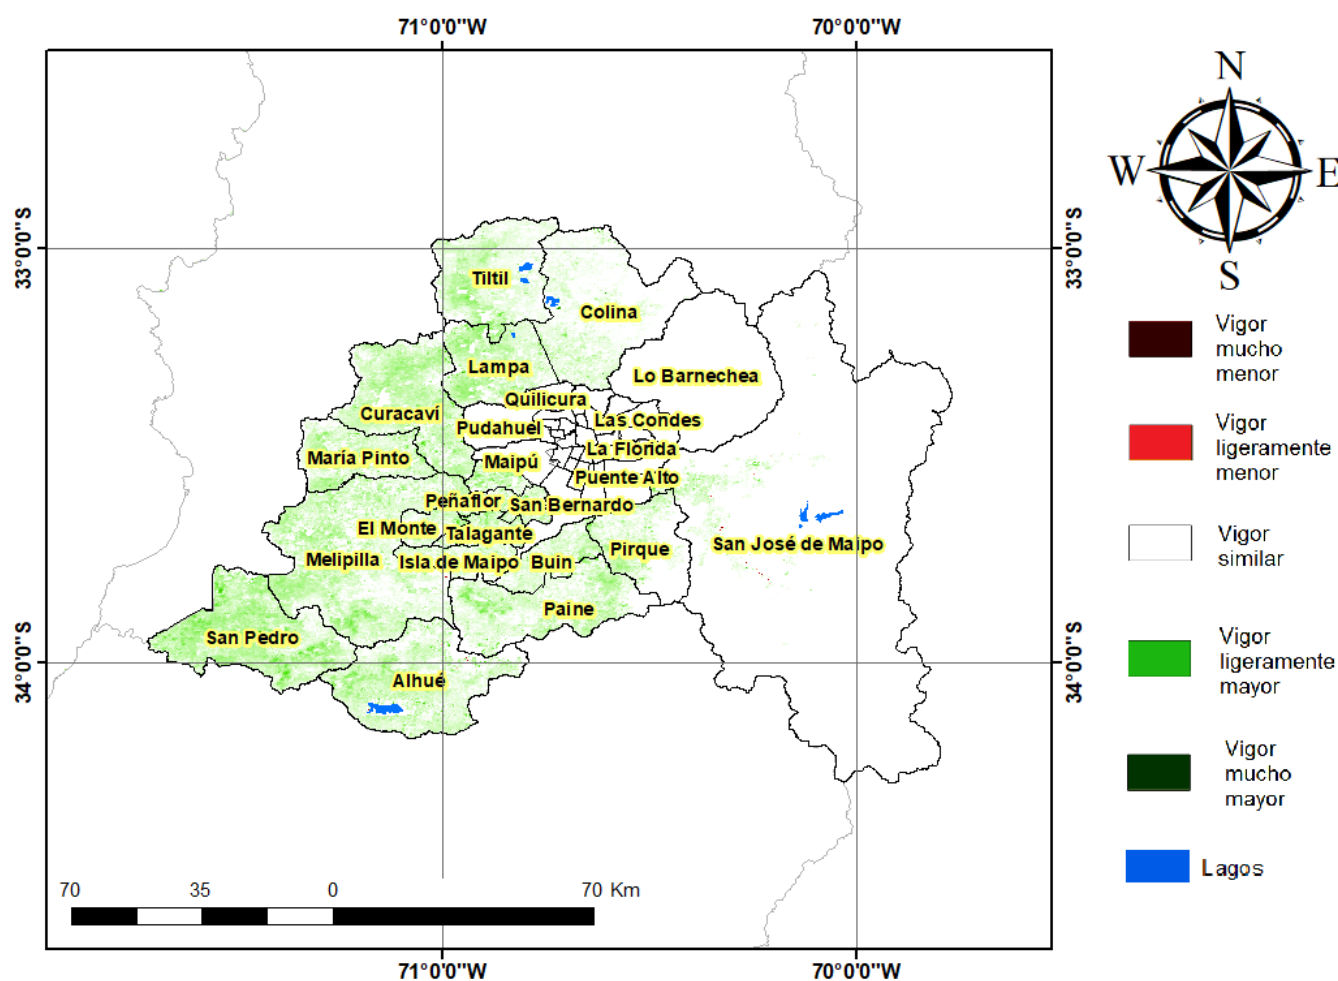 71°0'0"W 70°0'0"W
N
W E
S
33°0'0"S 33°0'0"S
Tiltil
Colina
Lampa
Lo Barnechea
Quilicura
Curacaví
Las Condes
Pudahuel
La Florida
María Pinto
Maipú
Puente Alto
Peñaflor
San Bernardo
El Monte
Talagante
San José de Maipo
Pirque
Melipilla
Isla de Maipo
Buin
Paine
San Pedro
34°0'0"S 34°0'0"S
Alhué
Vigor
mucho
menor
Vigor
ligeramente
menor
Vigor
similar
Vigor
ligeramente
mayor
Vigor
mucho
mayor
Lagos
70 35 0 70 Km
71°0'0"W 70°0'0"W